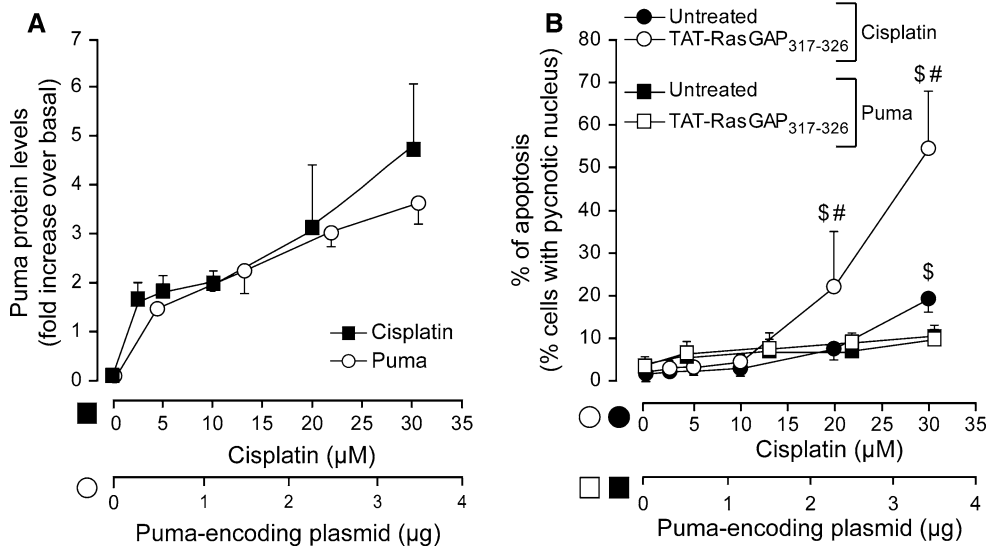 A
Puma protein levels
(fold increase over basal)
7
6
5
4
3
2
1
0
Cisplatin
Puma
0 5 10 15 20 25 30 35
Cisplatin (μM)
0 1 2 3 4
Puma-encoding plasmid (μg)
B
Untreated
TAT-RasGAP317-326
Cisplatin
Untreated
TAT-RasGAP317-326
Puma
% of apoptosis
(% cells with pycnotic nucleus)
80
70
60
50
40
30
20
10
0
$ #
$ #
$
0 5 10 15 20 25 30 35
Cisplatin (μM)
0 1 2 3 4
Puma-encoding plasmid (μg)